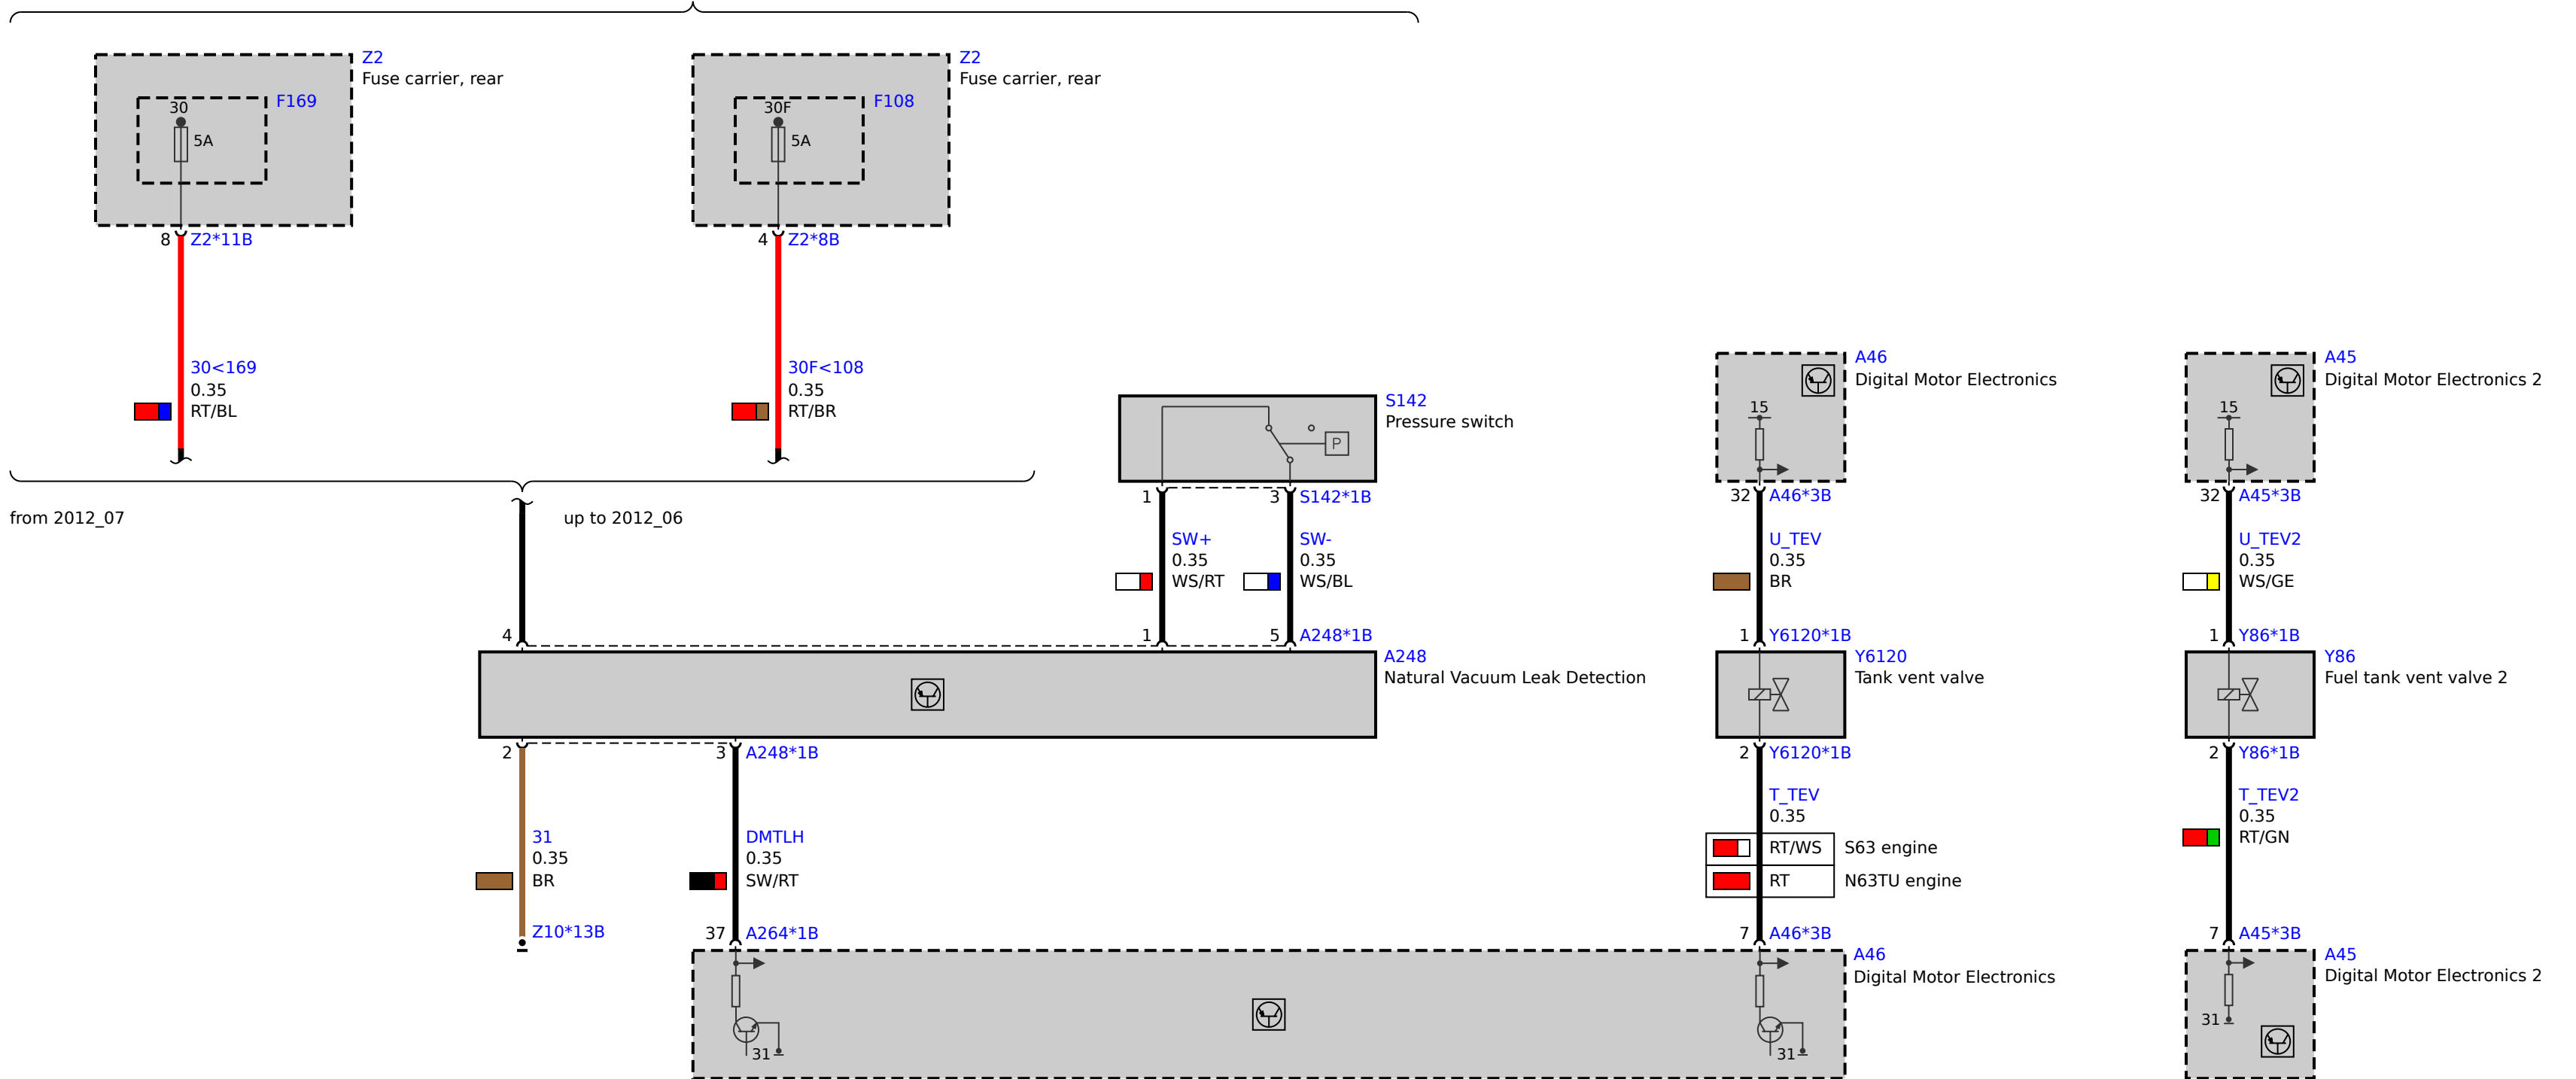 Z2
Fuse carrier, rear
F169
30
5A
8 Z2*11B
30<169
0.35
RT/BL
Z2
Fuse carrier, rear
F108
30F
5A
4 Z2*8B
30F<108
0.35
RT/BR
from 2012_07
up to 2012_06
S142
Pressure switch
P
1
3 S142*1B
SW+
0.35
WS/RT
SW-
0.35
WS/BL
4
1
5 A248*1B
A248
Natural Vacuum Leak Detection
2
3 A248*1B
31
0.35
BR
Z10*13B
DMTLH
0.35
SW/RT
37 A264*1B
31
A46
Digital Motor Electronics
15
32 A46*3B
U_TEV
0.35
BR
1 Y6120*1B
Y6120
Tank vent valve
2 Y6120*1B
T_TEV
0.35
RT/WS S63 engine
RT N63TU engine
7 A46*3B
A46
Digital Motor Electronics
31
A45
Digital Motor Electronics 2
15
32 A45*3B
U_TEV2
0.35
WS/GE
1 Y86*1B
Y86
Fuel tank vent valve 2
2 Y86*1B
T_TEV2
0.35
RT/GN
7 A45*3B
A45
Digital Motor Electronics 2
31